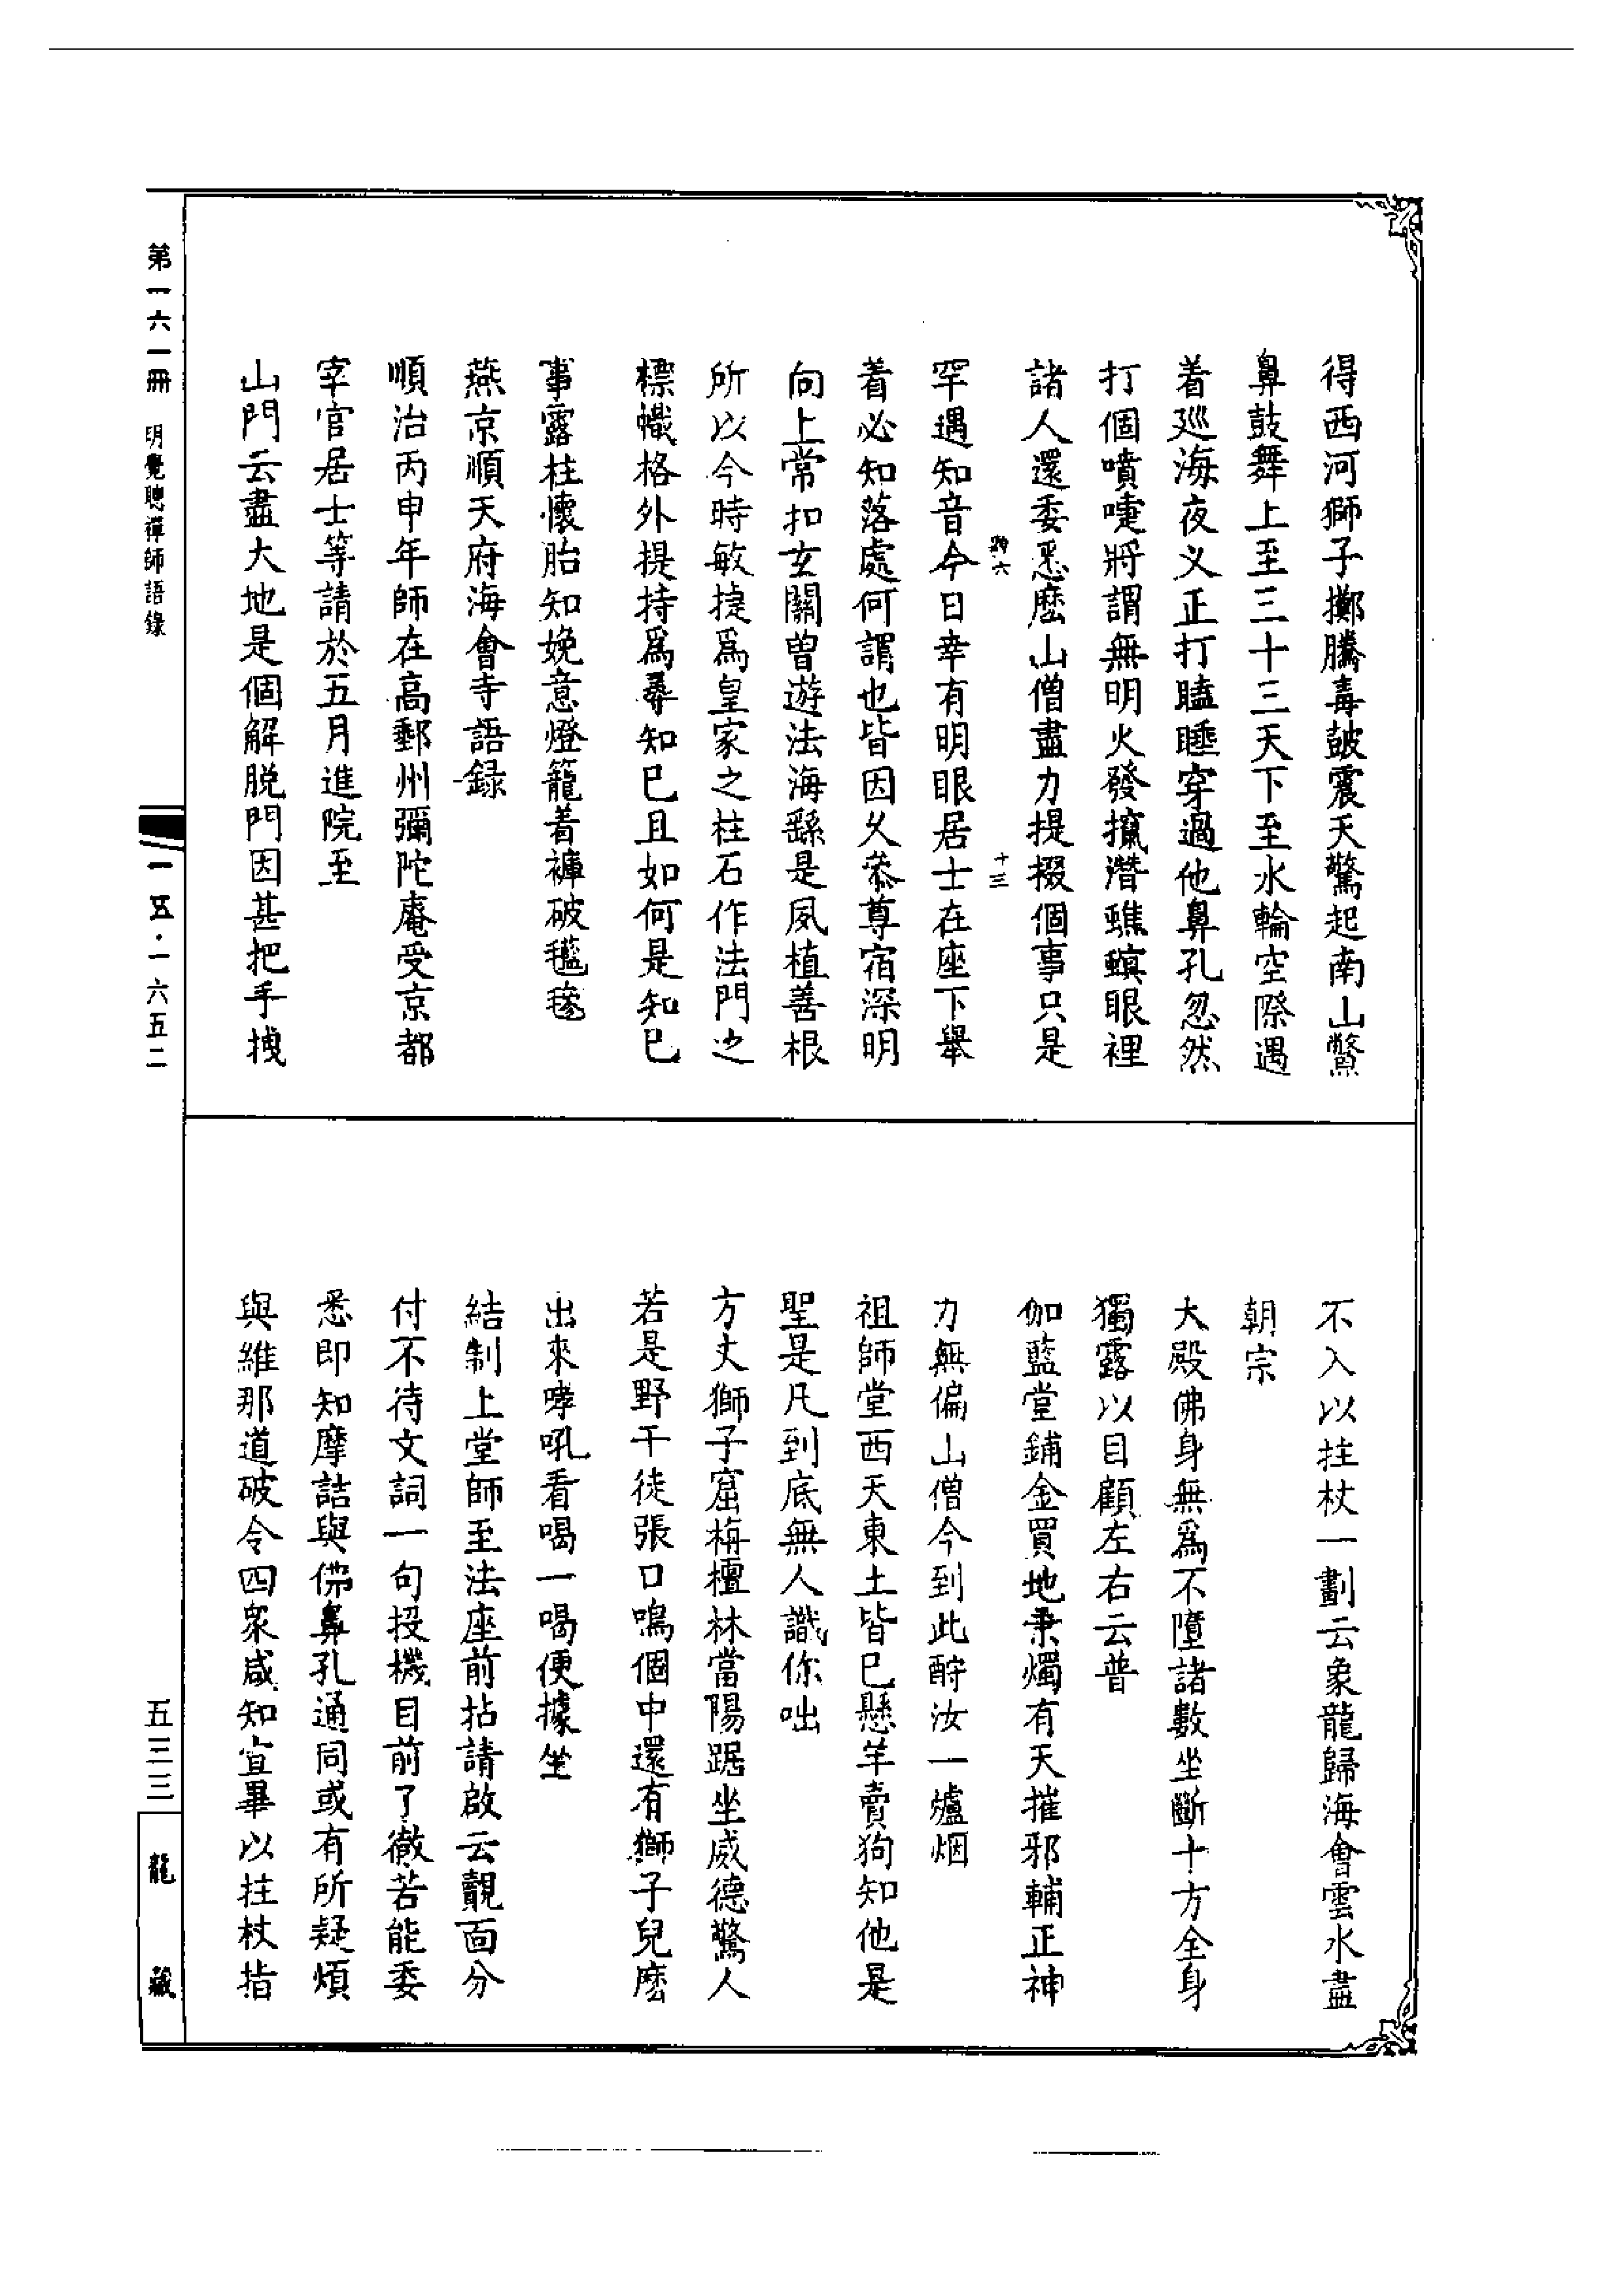 得西河獅子擲騰毒皷震天驚起南山鱉
鼻鼓舞上至三十三天下至水輪空際遇
着巡海夜叉正打瞌睡穿過他鼻孔忽然
打個噴嚏將謂無明火發攛潛蟭螟眼裡
諸人還委悉麽山僧盡力提掇個事只是
十三
罕遇知音今日幸有明眼居士在座下舉
着必知落處何謂也皆因久叅尊宿深明
向上常扣玄關曽遊法海繇是夙植善根
所以今時敏捷爲皇家之柱石作法門之
標幟格外提持爲尋知巳且如何是知巳
事露柱懷胎知娩意燈籠着褲破𣯛毿
燕京順天府海會寺語録
順治丙申年師在高郵州彌陀庵受京都
宰官居士等請於五月進院至
山門云盡大地是個解脱門因甚把手拽
不入以拄杖一劃云象龍歸海會雲水盡
朝宗
大殿佛身無爲不墮諸數坐斷十方全身
獨露以目顧左右云普
伽藍堂鋪金買地秉燭有天摧邪輔正神
力無偏山僧今到此酧汝一爐烟
祖師堂西天東土皆巳懸羊賣狗知他是
聖是凡到底無人識你咄
方丈獅子窟栴檀林當陽踞坐威德驚人
若是野干徒張口鳴個中還有獅子兒麽
出來哮吼看喝一喝便據坐
結制上堂師至法座前拈請啟云覿面分
付不待文詞一句投機目前了徹若能委
悉即知摩詰與佛鼻孔通同或有所疑煩
與維那道破令四衆咸知宣畢以拄杖指
第一六一冊
明覺聰禪師語錄
一五·一六五二
五三三
龍藏